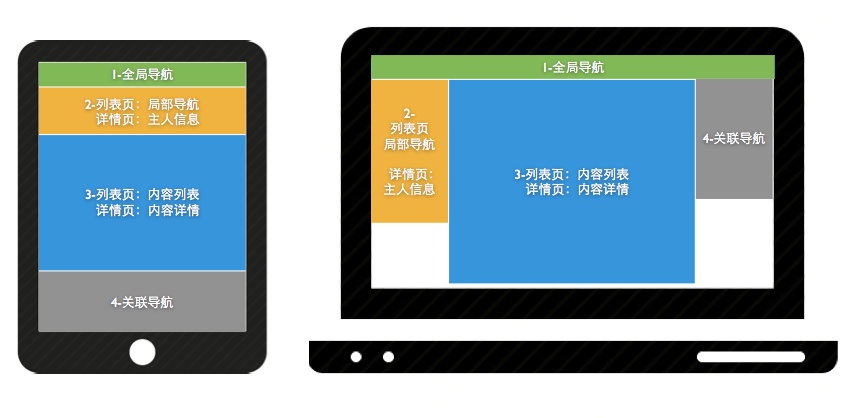 1-全局导航
2-列表页：局部导航
详情页：主人信息
3-列表页：内容列表
详情页：内容详情
4-关联导航
1-全局导航
2-
列表页
局部导航
详情页：
主人信息
3-列表页：内容列表
详情页：内容详情
4-关联导航